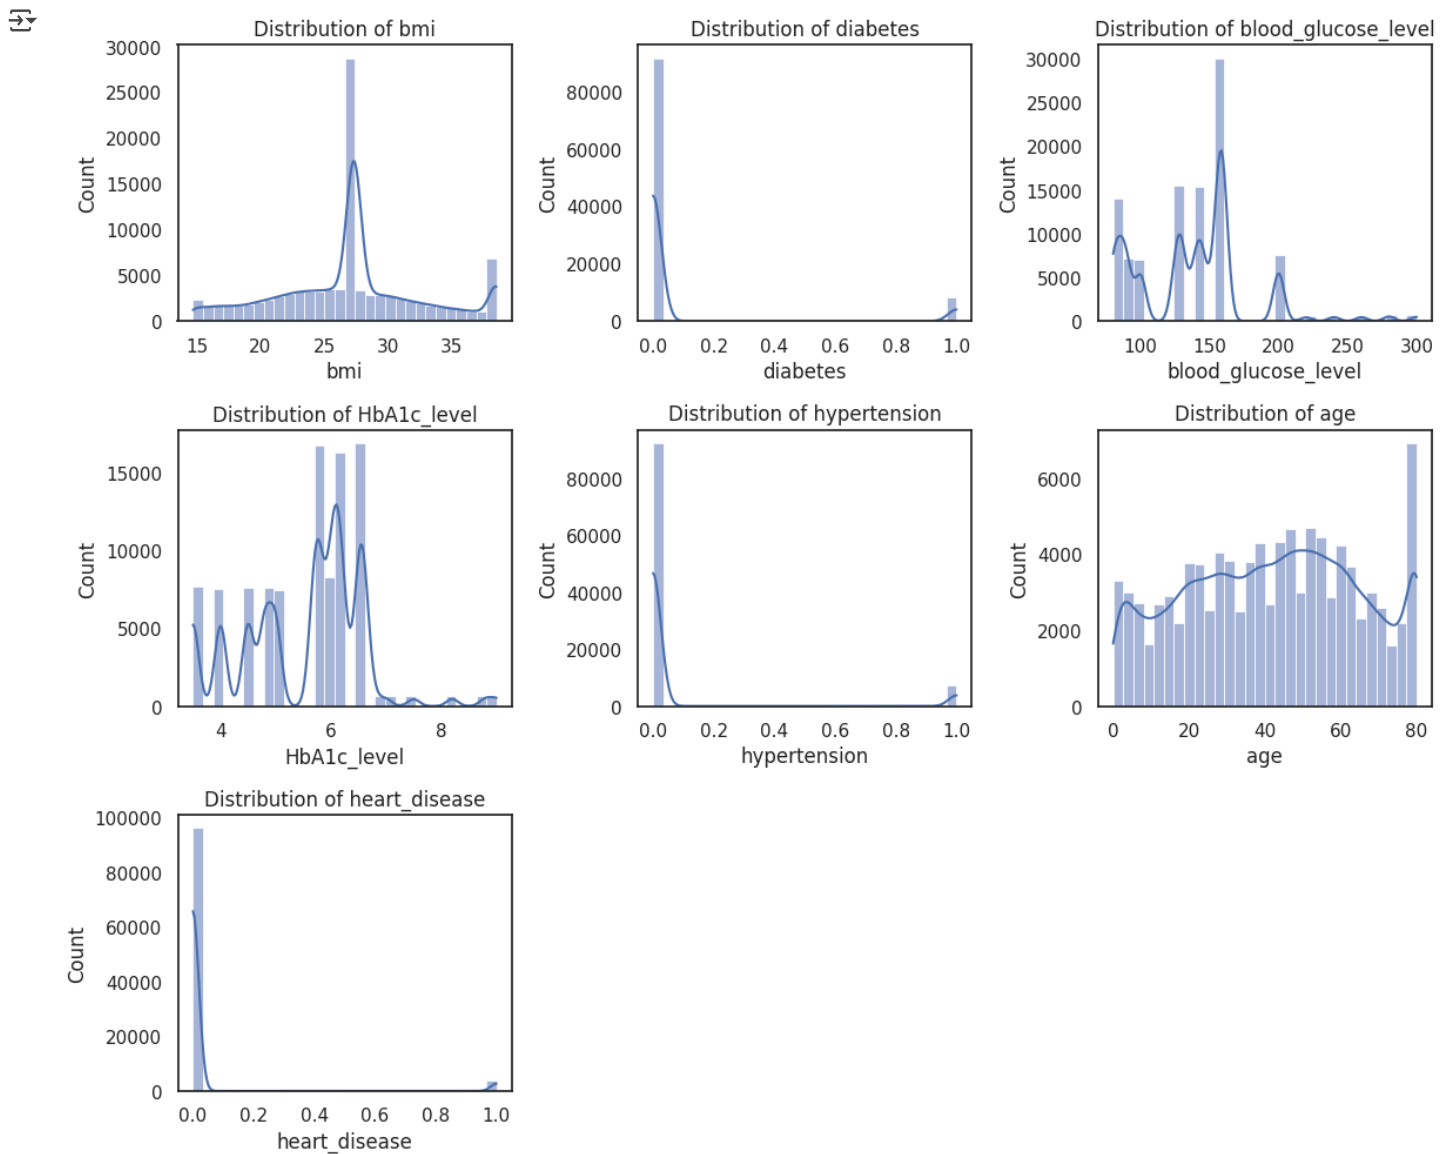 Distribution of bmi
30000
25000
20000
15000
10000
5000
0
Count
15 20 25 30 35
bmi
Distribution of diabetes
80000
60000
40000
20000
0
Count
0.0 0.2 0.4 0.6 0.8 1.0
diabetes
Distribution of blood_glucose_level
30000
25000
20000
15000
10000
5000
0
Count
100 150 200 250 300
blood_glucose_level
Distribution of HbA1c_level
15000
10000
5000
0
Count
4 6 8
HbA1c_level
Distribution of hypertension
80000
60000
40000
20000
0
Count
0.0 0.2 0.4 0.6 0.8 1.0
hypertension
Distribution of age
6000
4000
2000
0
Count
0 20 40 60 80
age
Distribution of heart_disease
100000
80000
60000
40000
20000
0
Count
0.0 0.2 0.4 0.6 0.8 1.0
heart_disease